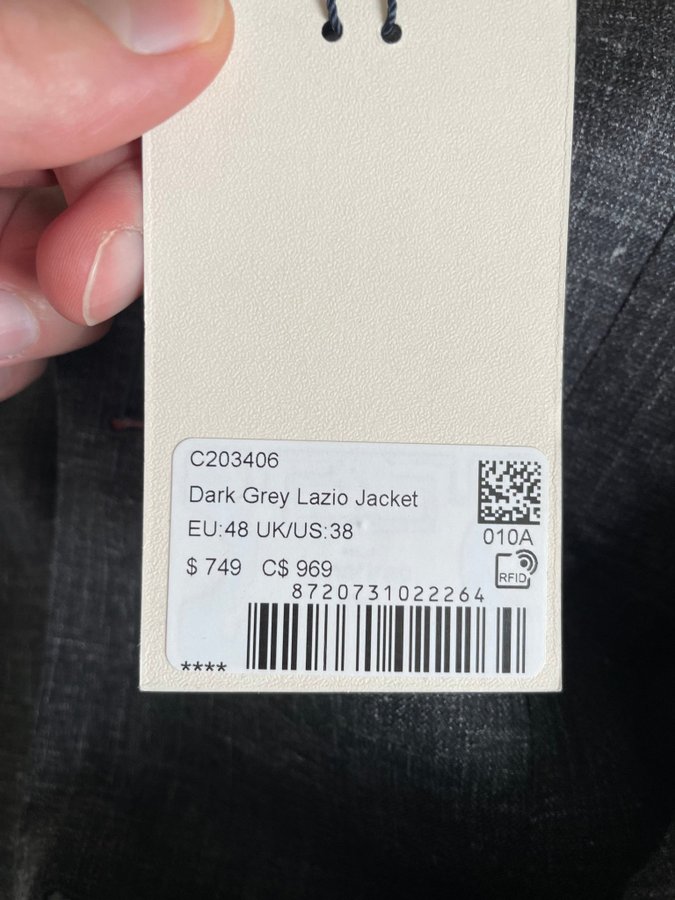 C203406
Dark Grey Lazio Jacket
010A
EU:48 UK/US:38
RFID
$ 749 C$ 969
8720731022264
****